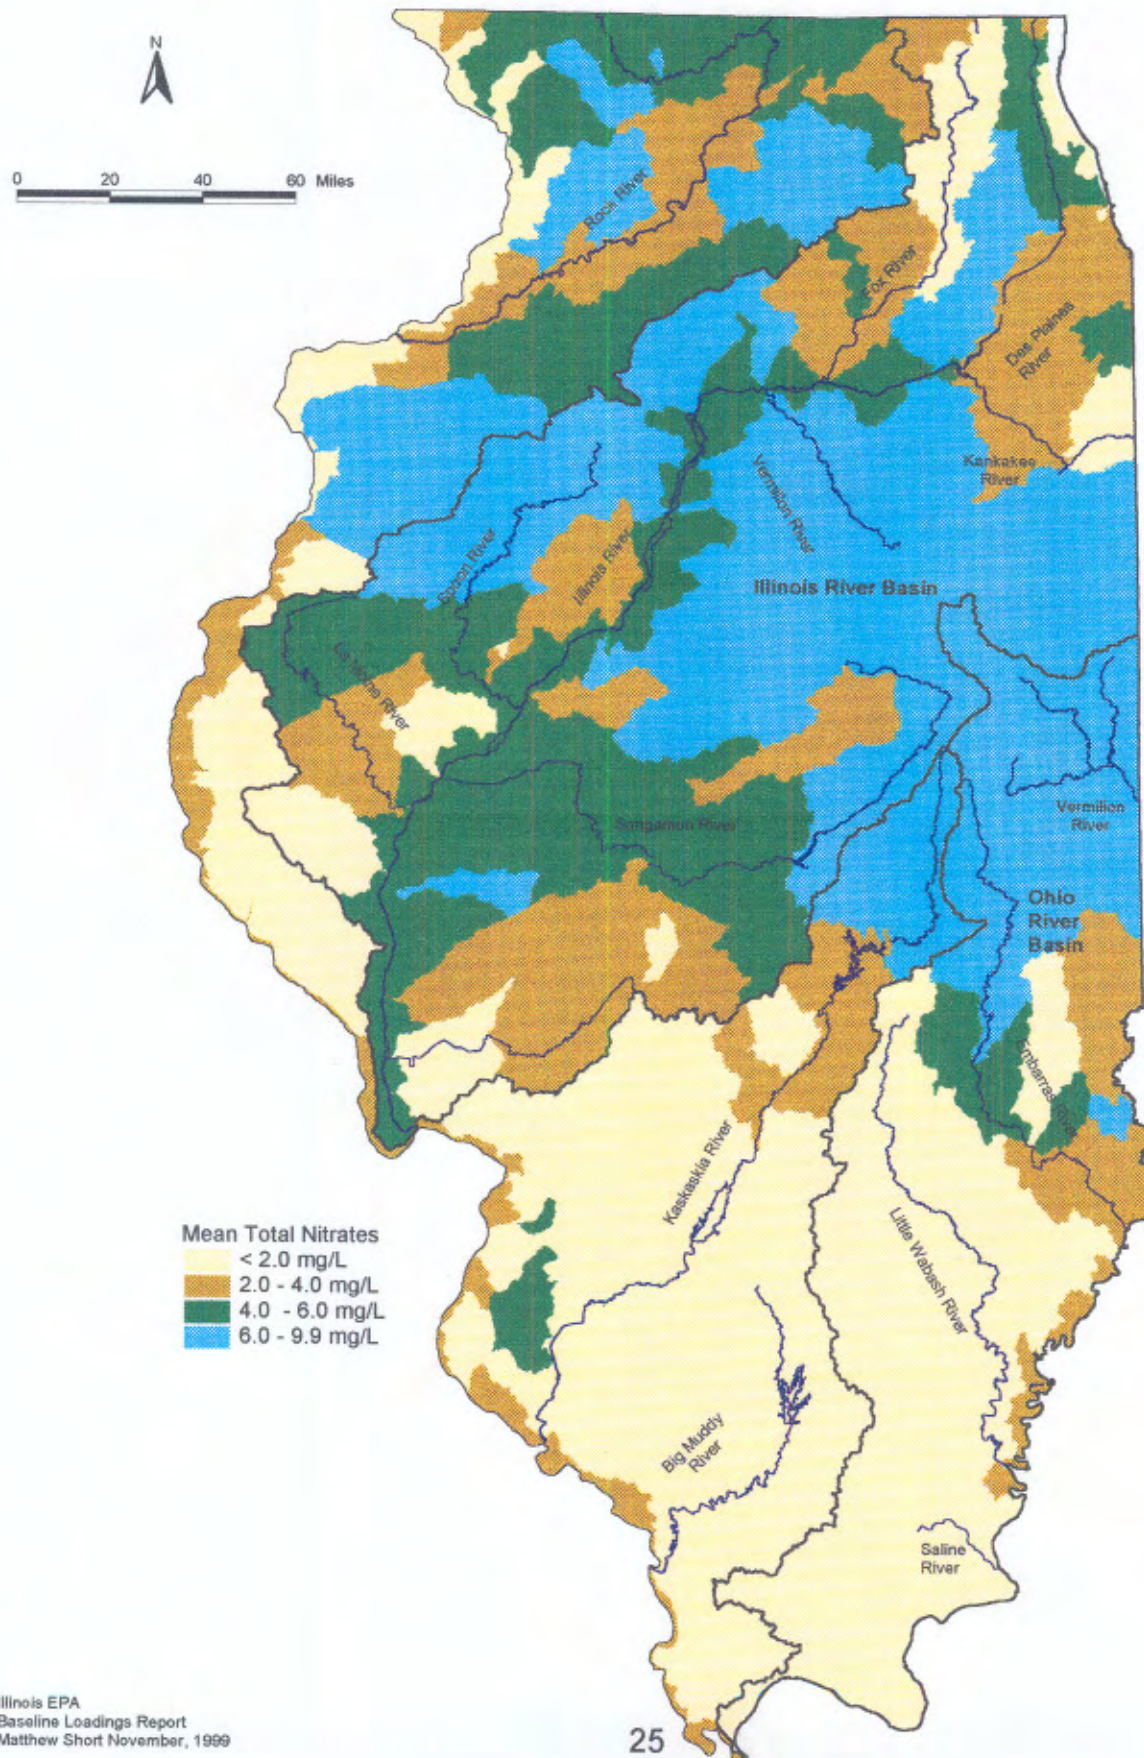 N
0 20 40 60 Miles
Rock River
Fox River
Des Plaines
River
Kankakee
River
Vermilion River
Spoon River
Illinois River
Illinois River Basin
La Moine River
Sangamon River
Vermilion
River
Ohio
River
Basin
Embarras River
Kaskaskia River
Little Wabash River
Mean Total Nitrates
< 2.0 mg/L
2.0 - 4.0 mg/L
4.0 - 6.0 mg/L
6.0 - 9.9 mg/L
Big Muddy
River
Saline
River
Illinois EPA
Baseline Loadings Report
Matthew Short November, 1999
25